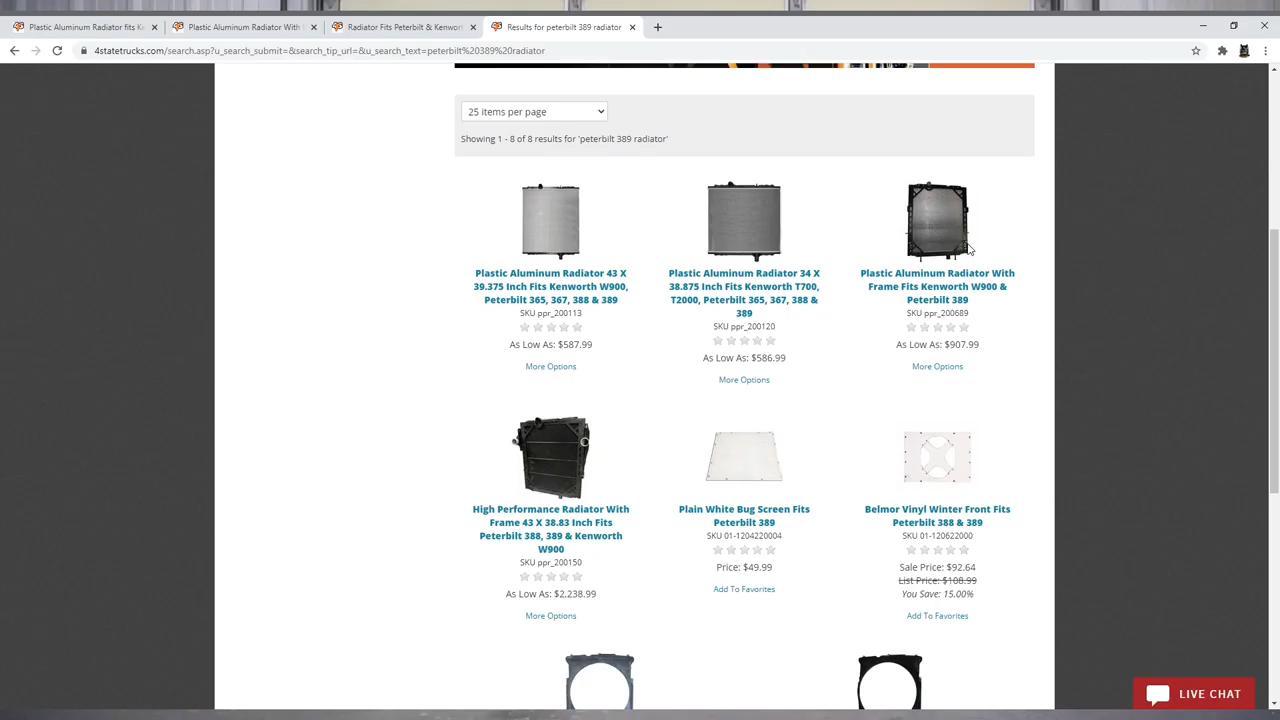 Plastic Aluminum Radiator fits Ke
Plastic Aluminum Radiator With
Radiator Fits Peterbilt & Kenwor
Results for peterbilt 389 radiator
4statetrucks.com/search.asp?u_search_submit=&search_tip_url=&u_search_text=peterbilt%20389%20radiator
25 items per page
Showing 1 - 8 of 8 results for 'peterbilt 389 radiator'
Plastic Aluminum Radiator 43 X
39.375 Inch Fits Kenworth W900,
Peterbilt 365, 367, 388 & 389
SKU ppr_200113
As Low As: $587.99
More Options
Plastic Aluminum Radiator 34 X
38.875 Inch Fits Kenworth T700,
T2000, Peterbilt 365, 367, 388 &
389
SKU ppr_200120
As Low As: $586.99
More Options
Plastic Aluminum Radiator With
Frame Fits Kenworth W900 &
Peterbilt 389
SKU ppr_200689
As Low As: $907.99
More Options
High Performance Radiator With
Frame 43 X 38.83 Inch Fits
Peterbilt 388, 389 & Kenworth
W900
SKU ppr_200150
As Low As: $2,238.99
More Options
Plain White Bug Screen Fits
Peterbilt 389
SKU 01-1204220004
Price: $49.99
Add To Favorites
Belmor Vinyl Winter Front Fits
Peterbilt 388 & 389
SKU 01-120622000
Sale Price: $92.64
List Price: $108.99
You Save: 15.00%
Add To Favorites
LIVE CHAT